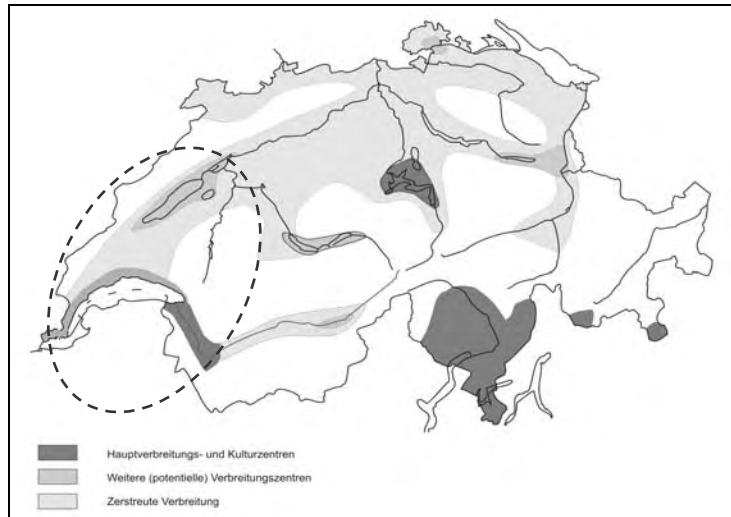 Hauptverbreitungs- und Kulturzentren
Weitere (potentielle) Verbreitungszentren
Zerstreute Verbreitung